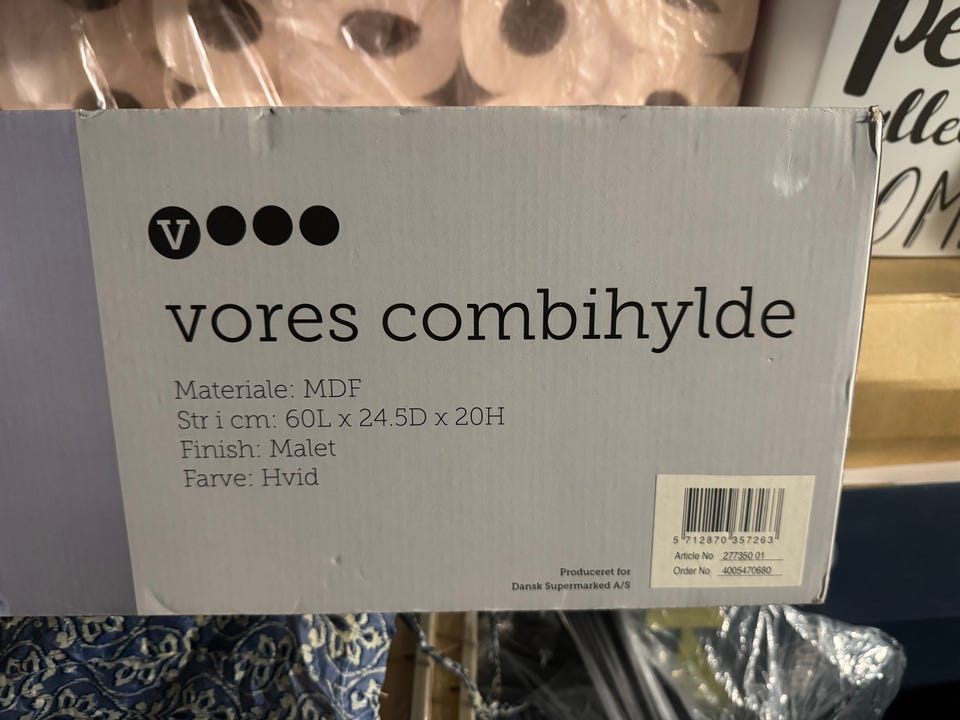 v
vores combihylde
Materiale: MDF
Str i cm: 60L x 24.5D x 20H
Finish: Malet
Farve: Hvid
Produceret for
Dansk Supermarked A/S
5 712870 357263
Article No 277350 01
Order No 4005470680